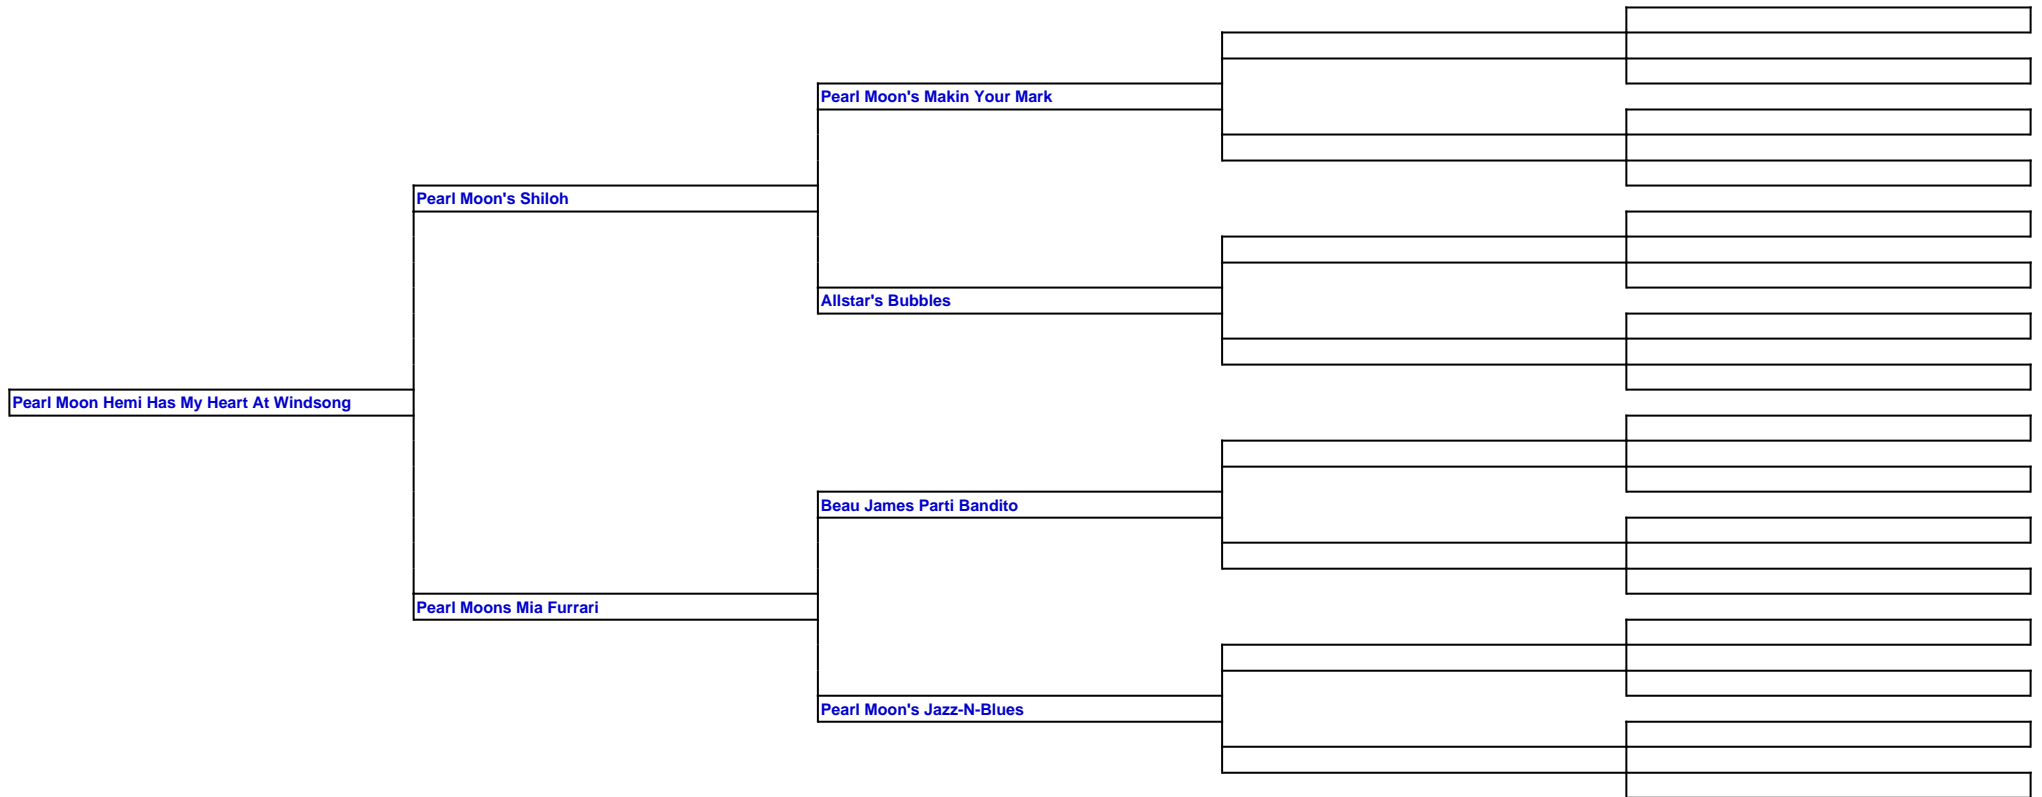 Pearl Moon's Makin Your Mark
Pearl Moon's Shiloh
Allstar's Bubbles
Pearl Moon Hemi Has My Heart At Windsong
Beau James Parti Bandito
Pearl Moons Mia Furrari
Pearl Moon's Jazz-N-Blues